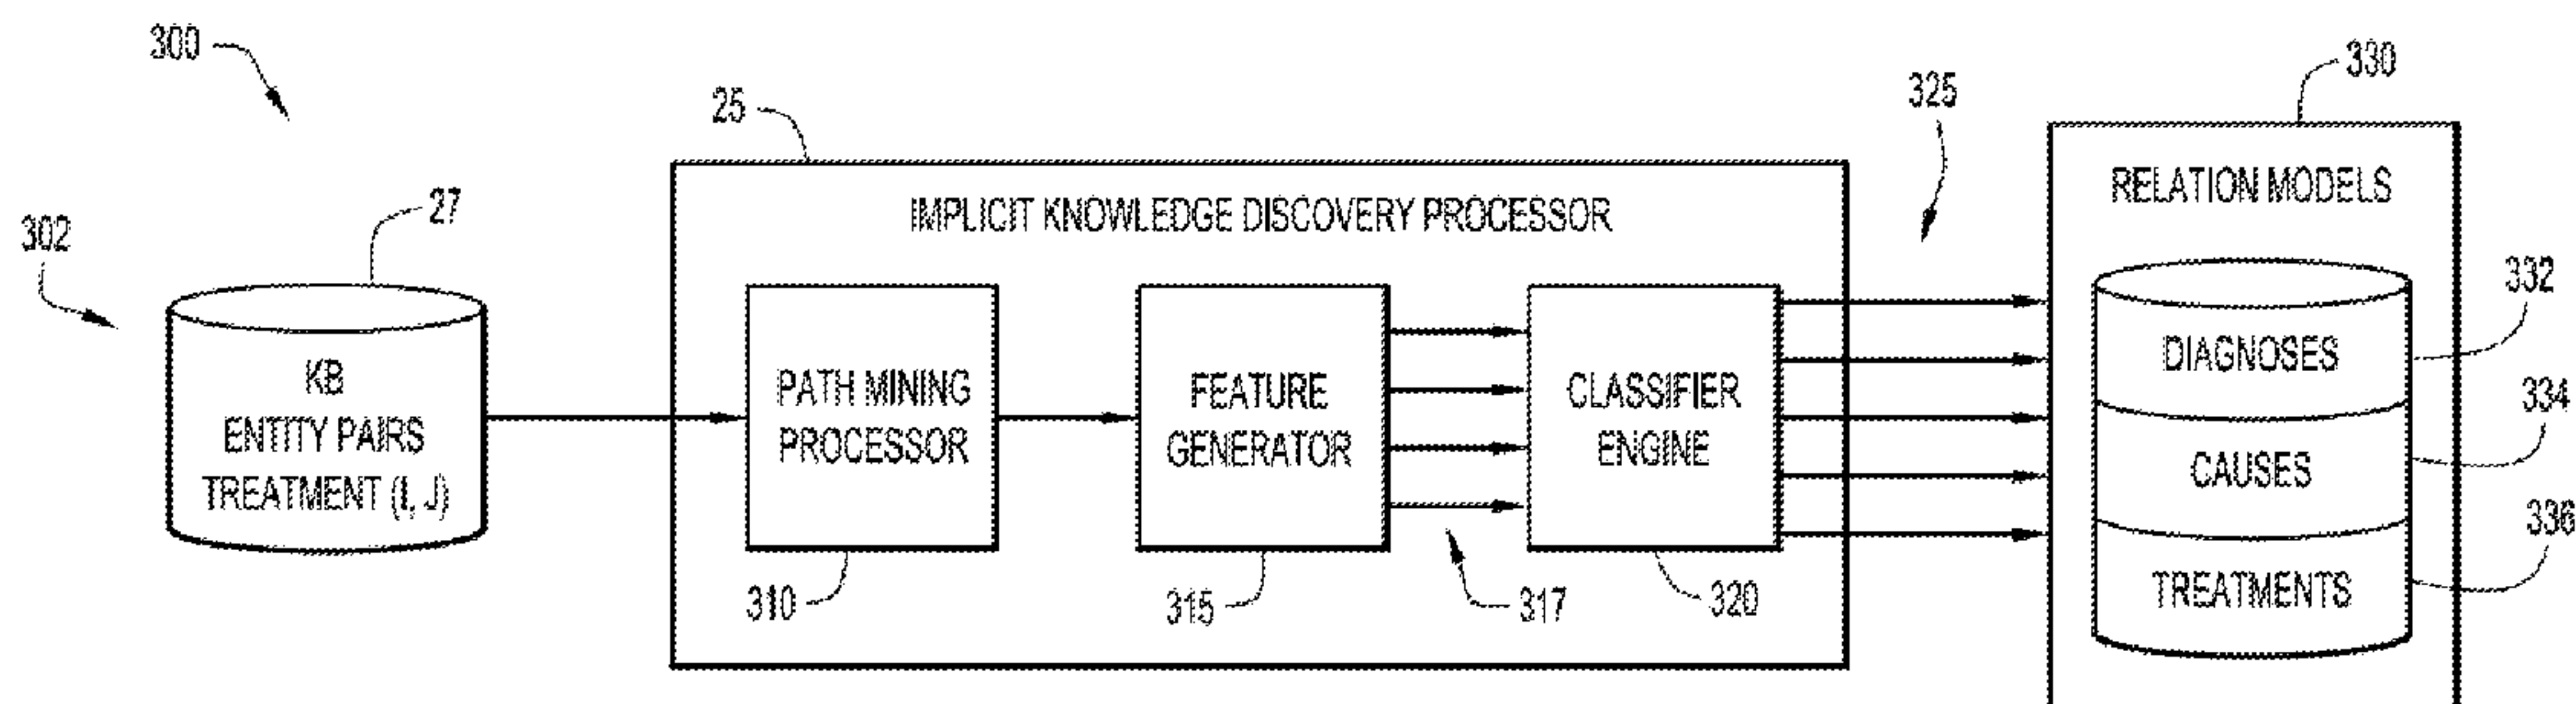 300
302
27
KB
ENTITY PAIRS
TREATMENT (I, J)
25
IMPLICIT KNOWLEDGE DISCOVERY PROCESSOR
PATH MINING
PROCESSOR
310
FEATURE
GENERATOR
315
317
CLASSIFIER
ENGINE
320
325
330
RELATION MODELS
DIAGNOSES
332
CAUSES
334
TREATMENTS
336